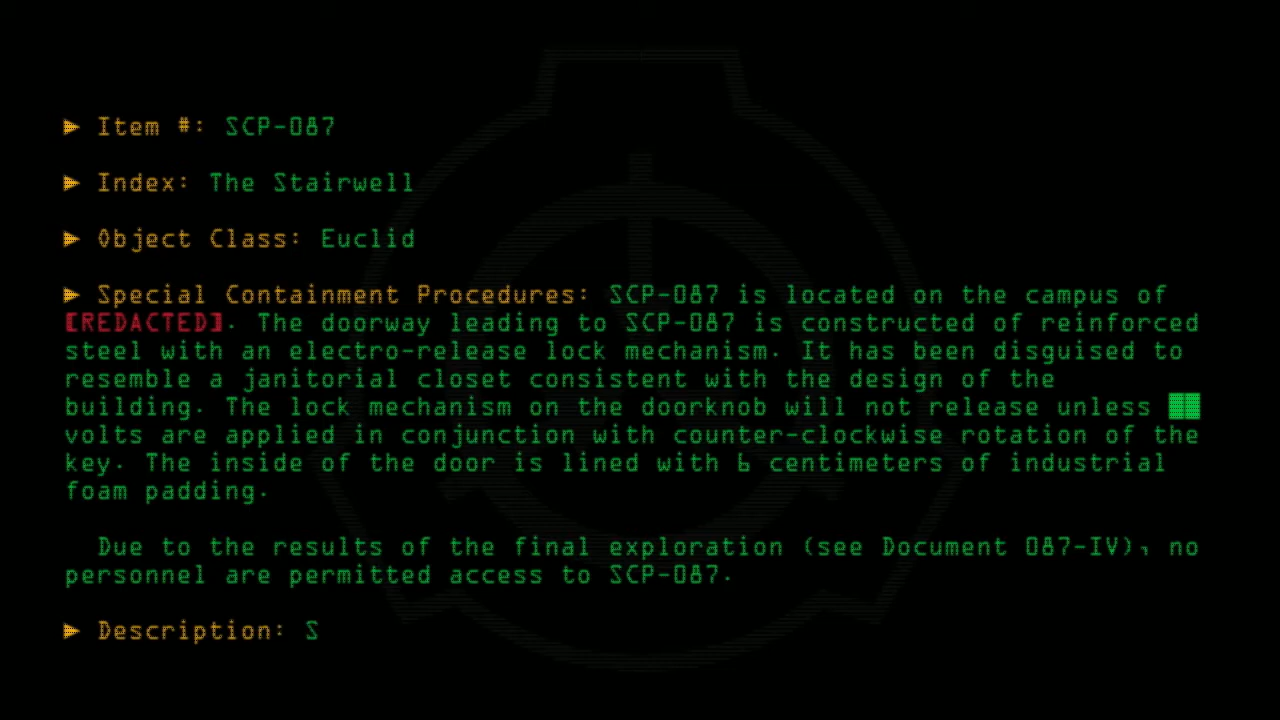 ► Item #: SCP-087
► Index: The Stairwell
► Object Class: Euclid
► Special Containment Procedures: SCP-087 is located on the campus of
[REDACTED]. The doorway leading to SCP-087 is constructed of reinforced
steel with an electro-release lock mechanism. It has been disguised to
resemble a janitorial closet consistent with the design of the
building. The lock mechanism on the doorknob will not release unless ██
volts are applied in conjunction with counter-clockwise rotation of the
key. The inside of the door is lined with 6 centimeters of industrial
foam padding.
Due to the results of the final exploration (see Document 087-IV), no
personnel are permitted access to SCP-087.
► Description: S